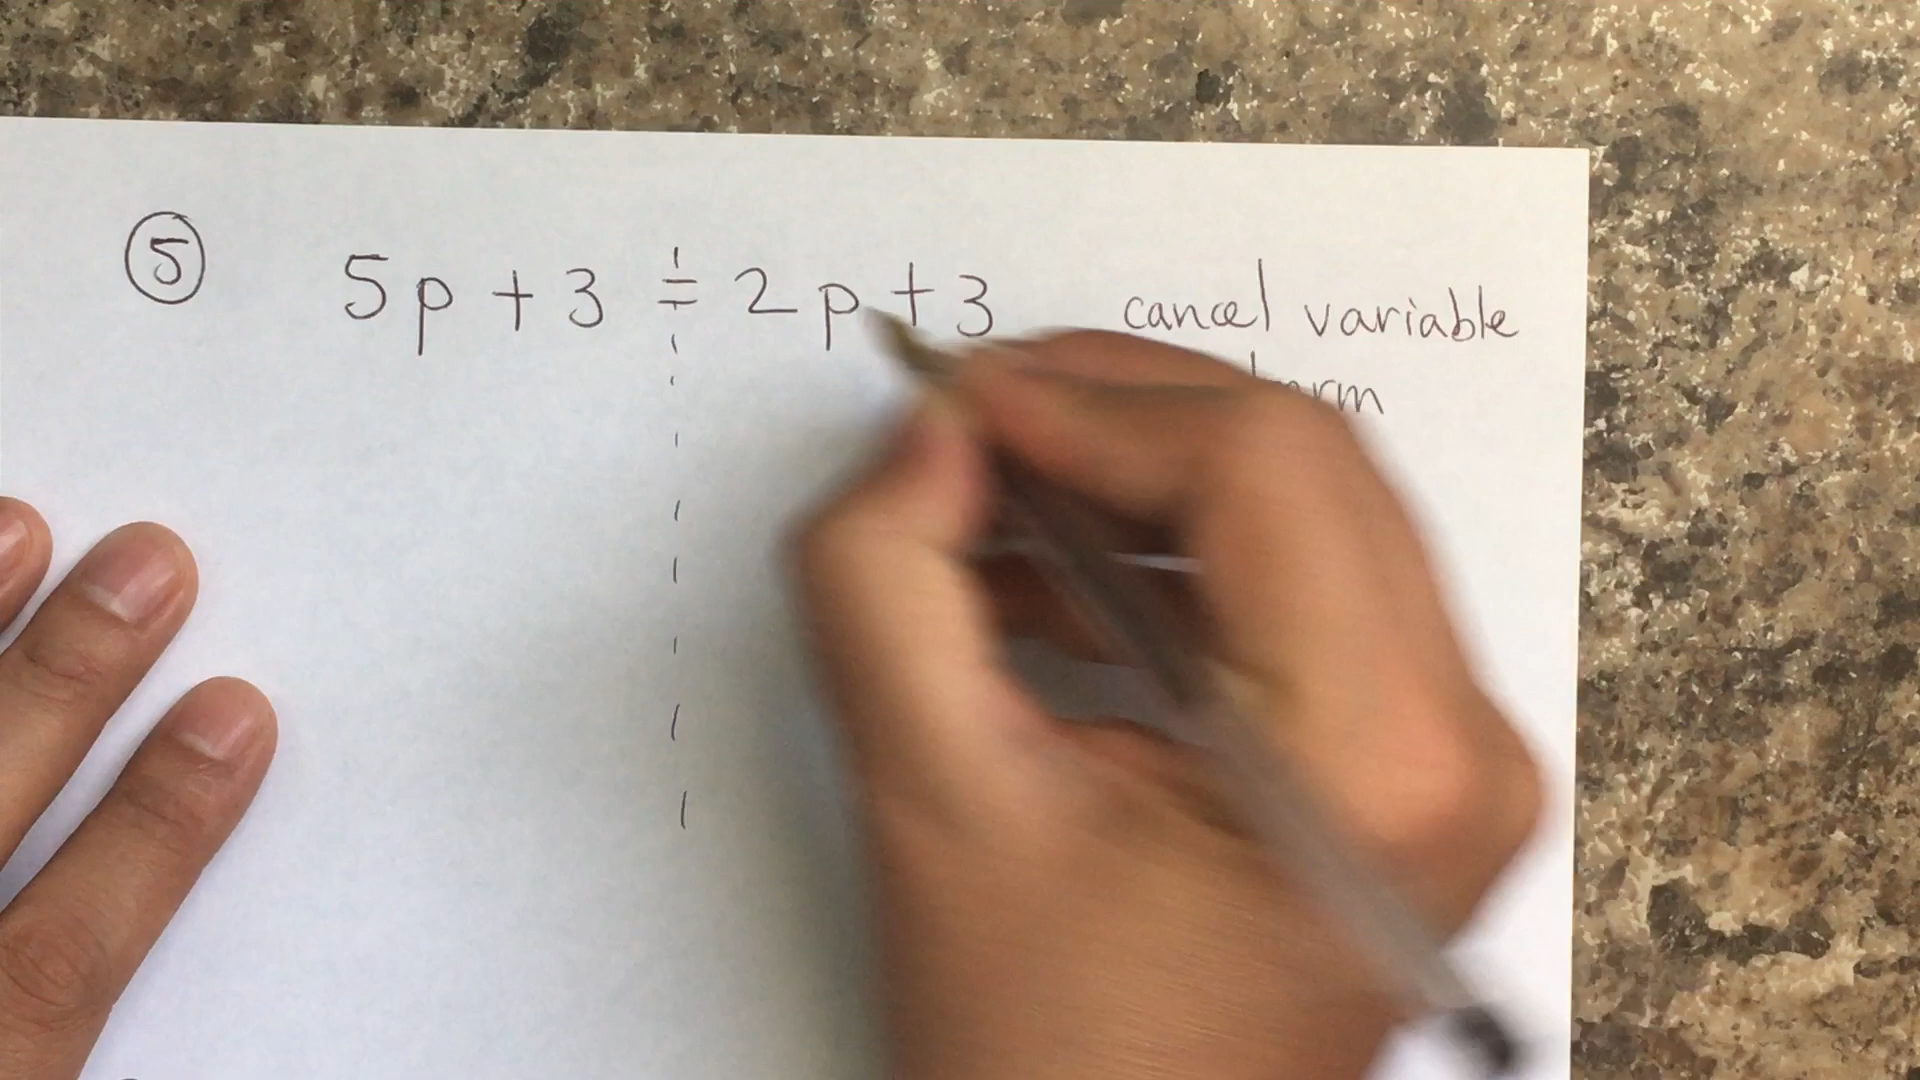 ⑤ 5p + 3 = 2p + 3 cancel variable